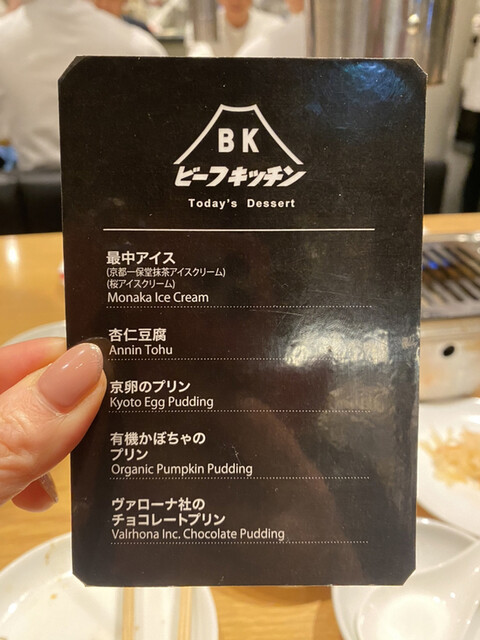 BK
ビーフキッチン
Today's Dessert
最中アイス
(京都一保堂抹茶アイスクリーム)
(桜アイスクリーム)
Monaka Ice Cream
杏仁豆腐
Annin Tohu
京卵のプリン
Kyoto Egg Pudding
有機かぼちゃの
プリン
Organic Pumpkin Pudding
ヴァローナ社の
チョコレートプリン
Valrhona Inc. Chocolate Pudding